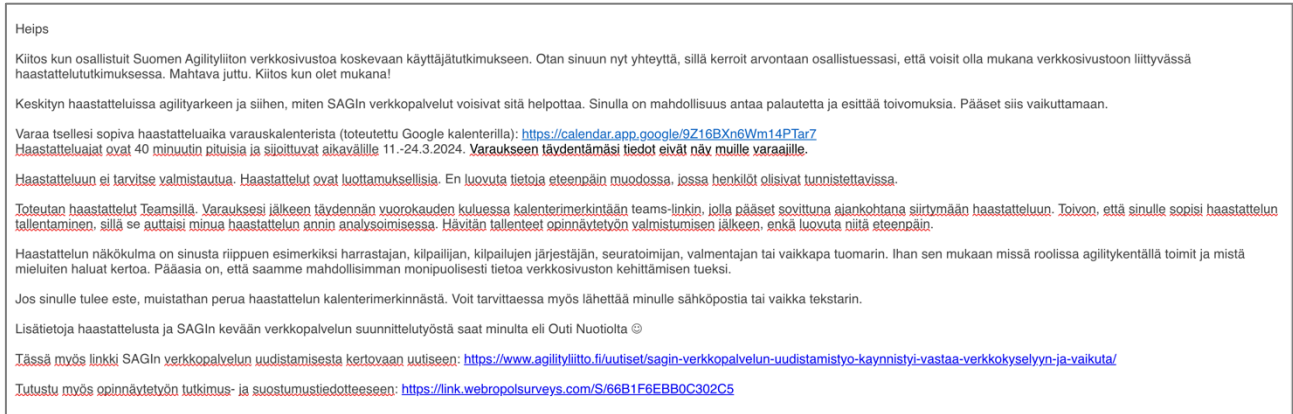 Heips
Kiitos kun osallistuit Suomen Agilityliiton verkkosivustoa koskevaan käyttäjätutkimukseen. Otan sinuun nyt yhteyttä, sillä kerroit arvontaan osallistuessasi, että voisit olla mukana verkkosivustoon liittyvässä
haastattelututkimuksessa. Mahtava juttu. Kiitos kun olet mukana!
Keskityn haastatteluissa agilityarkeen ja siihen, miten SAGIn verkkopalvelut voisivat sitä helpottaa. Sinulla on mahdollisuus antaa palautetta ja esittää toivomuksia. Pääset siis vaikuttamaan.
Varaa tsellesi sopiva haastatteluaika varauskalenterista (toteutettu Google kalenterilla): https://calendar.app.google/9Z16BXn6Wm14PTar7
Haastatteluajat ovat 40 minuutin pituisia ja sijoittuvat aikavälille 11.-24.3.2024. Varaukseen täydentämäsi tiedot eivät näy muille varaajille.
Haastatteluun ei tarvitse valmistautua. Haastattelut ovat luottamuksellisia. En luovuta tietoja eteenpäin muodossa, jossa henkilöt olisivat tunnistettavissa.
Toteutan haastattelut Teamsillä. Varauksesi jälkeen täydennän vuorokauden kuluessa kalenterimerkintään teams-linkin, jolla pääset sovittuna ajankohtana siirtymään haastatteluun. Toivon, että sinulle sopisi haastattelun
tallentaminen, sillä se auttaisi minua haastattelun annin analysoimisessa. Hävitän tallenteet opinnäytetyön valmistumisen jälkeen, enkä luovuta niitä eteenpäin.
Haastattelun näkökulma on sinusta riippuen esimerkiksi harrastajan, kilpailijan, kilpailujen järjestäjän, seuratoimijan, valmentajan tai vaikkapa tuomarin. Ihan sen mukaan missä roolissa agilitykentällä toimit ja mistä
mieluiten haluat kertoa. Pääasia on, että saamme mahdollisimman monipuolisesti tietoa verkkosivuston kehittämisen tueksi.
Jos sinulle tulee este, muistathan perua haastattelun kalenterimerkinnästä. Voit tarvittaessa myös lähettää minulle sähköpostia tai vaikka tekstarin.
Lisätietoja haastattelusta ja SAGIn kevään verkkopalvelun suunnittelutyöstä saat minulta eli Outi Nuotiolta ☺
Tässä myös linkki SAGIn verkkopalvelun uudistamisesta kertovaan uutiseen: https://www.agilityliitto.fi/uutiset/sagin-verkkopalvelun-uudistamistyo-kaynnistyi-vastaa-verkkokyselyyn-ja-vaikuta/
Tutustu myös opinnäytetyön tutkimus- ja suostumustiedotteeseen: https://link.webropolsurveys.com/S/66B1F6EBB0C302C5